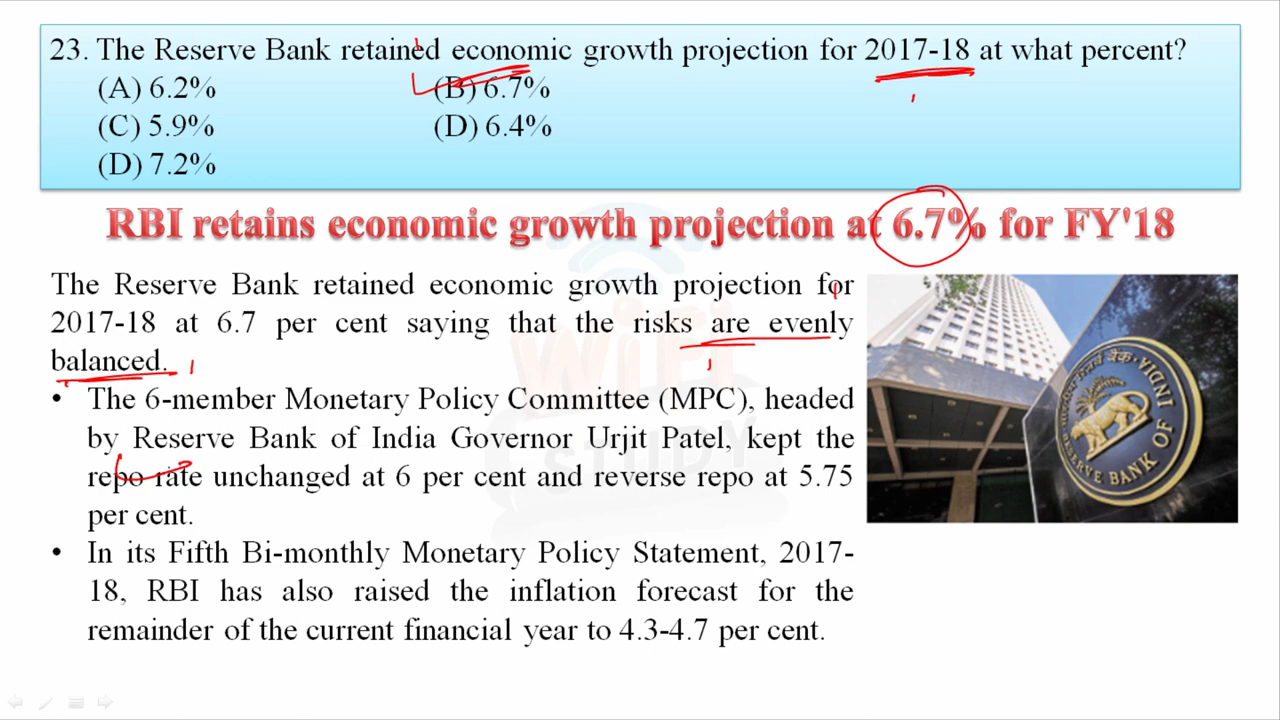 23. The Reserve Bank retained economic growth projection for 2017-18 at what percent?
(A) 6.2% (B) 6.7%
(C) 5.9% (D) 6.4%
(D) 7.2%
RBI retains economic growth projection at 6.7% for FY'18
The Reserve Bank retained economic growth projection for
2017-18 at 6.7 per cent saying that the risks are evenly
balanced.
• The 6-member Monetary Policy Committee (MPC), headed
by Reserve Bank of India Governor Urjit Patel, kept the
repo rate unchanged at 6 per cent and reverse repo at 5.75
per cent.
• In its Fifth Bi-monthly Monetary Policy Statement, 2017-
18, RBI has also raised the inflation forecast for the
remainder of the current financial year to 4.3-4.7 per cent.
WiFi
STUDY
RESERVE BANK OF INDIA